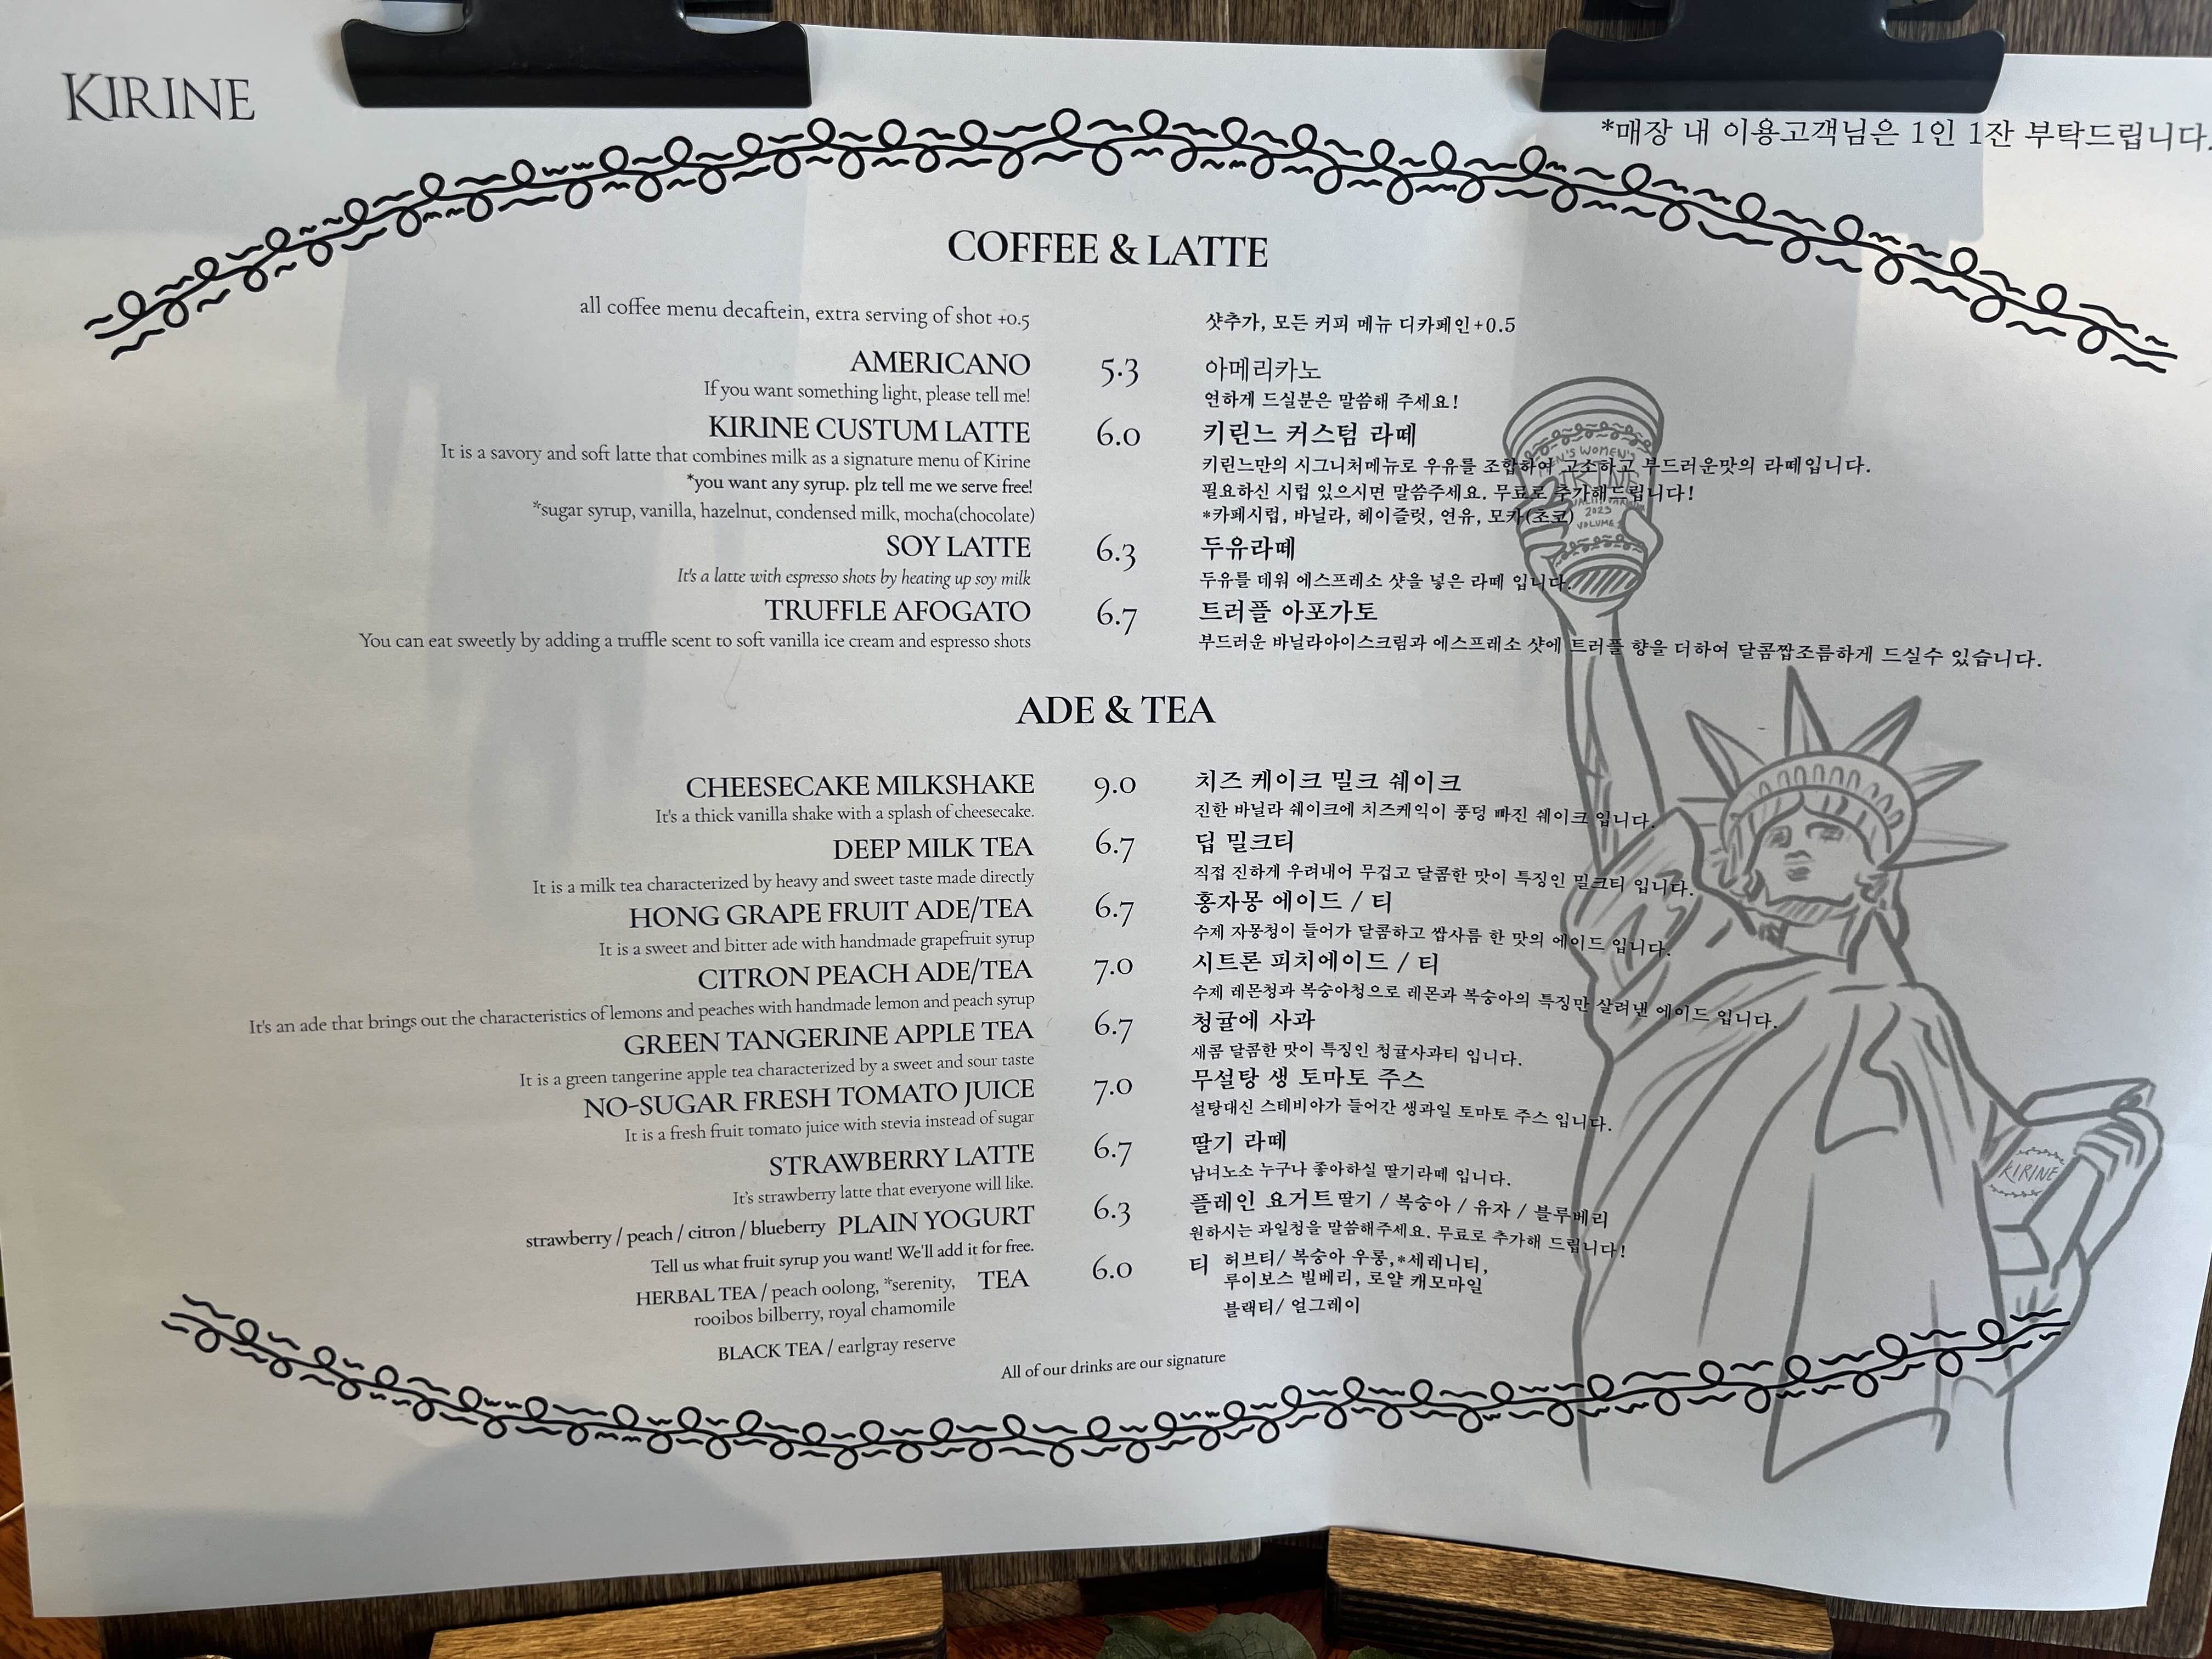 KIRINE
*매장 내 이용고객님은 1인 1잔 부탁드립니다.
COFFEE & LATTE
all coffee menu decaftein, extra serving of shot +0.5
샷추가, 모든 커피 메뉴 디카페인+0.5
AMERICANO 5.3 아메리카노
If you want something light, please tell me!
연하게 드실분은 말씀해 주세요!
KIRINE CUSTUM LATTE 6.0 키린느 커스텀 라떼
It is a savory and soft latte that combines milk as a signature menu of Kirine
키린느만의 시그니처메뉴로 우유를 조합하여 고소하고 부드러운맛의 라떼입니다.
*you want any syrup. plz tell me we serve free!
필요하신 시럽 있으시면 말씀주세요. 무료로 추가해드립니다!
*sugar syrup, vanilla, hazelnut, condensed milk, mocha(chocolate)
*카페시럽, 바닐라, 헤이즐럿, 연유, 모카(초코)
SOY LATTE 6.3 두유라떼
It's a latte with espresso shots by heating up soy milk
두유를 데워 에스프레소 샷을 넣은 라떼 입니다.
TRUFFLE AFOGATO 6.7 트러플 아포가토
You can eat sweetly by adding a truffle scent to soft vanilla ice cream and espresso shots
부드러운 바닐라아이스크림과 에스프레소 샷에 트러플 향을 더하여 달콤짭조름하게 드실수 있습니다.
ADE & TEA
CHEESECAKE MILKSHAKE 9.0 치즈 케이크 밀크 쉐이크
It's a thick vanilla shake with a splash of cheesecake.
진한 바닐라 쉐이크에 치즈케익이 풍덩 빠진 쉐이크 입니다.
DEEP MILK TEA 6.7 딥 밀크티
It is a milk tea characterized by heavy and sweet taste made directly
직접 진하게 우려내어 무겁고 달콤한 맛이 특징인 밀크티 입니다.
HONG GRAPE FRUIT ADE/TEA 6.7 홍자몽 에이드 / 티
It is a sweet and bitter ade with handmade grapefruit syrup
수제 자몽청이 들어가 달콤하고 쌉사름 한 맛의 에이드 입니다.
CITRON PEACH ADE/TEA 7.0 시트론 피치에이드 / 티
It's an ade that brings out the characteristics of lemons and peaches with handmade lemon and peach syrup
수제 레몬청과 복숭아청으로 레몬과 복숭아의 특징만 살려낸 에이드 입니다.
GREEN TANGERINE APPLE TEA 6.7 청귤에 사과
It is a green tangerine apple tea characterized by a sweet and sour taste
새콤 달콤한 맛이 특징인 청귤사과티 입니다.
NO-SUGAR FRESH TOMATO JUICE 7.0 무설탕 생 토마토 주스
It is a fresh fruit tomato juice with stevia instead of sugar
설탕대신 스테비아가 들어간 생과일 토마토 주스 입니다.
STRAWBERRY LATTE 6.7 딸기 라떼
It's strawberry latte that everyone will like.
남녀노소 누구나 좋아하실 딸기라떼 입니다.
strawberry / peach / citron / blueberry PLAIN YOGURT 6.3 플레인 요거트 딸기 / 복숭아 / 유자 / 블루베리
Tell us what fruit syrup you want! We'll add it for free.
원하시는 과일청을 말씀해주세요. 무료로 추가해 드립니다!
HERBAL TEA / peach oolong, *serenity, TEA 6.0 티 허브티/ 복숭아 우롱,*세레니티,
rooibos bilberry, royal chamomile
루이보스 빌베리, 로얄 캐모마일
BLACK TEA / earlgray reserve
블랙티/ 얼그레이
All of our drinks are our signature
WOMEN'S
2023
VOLUME
KIRINE